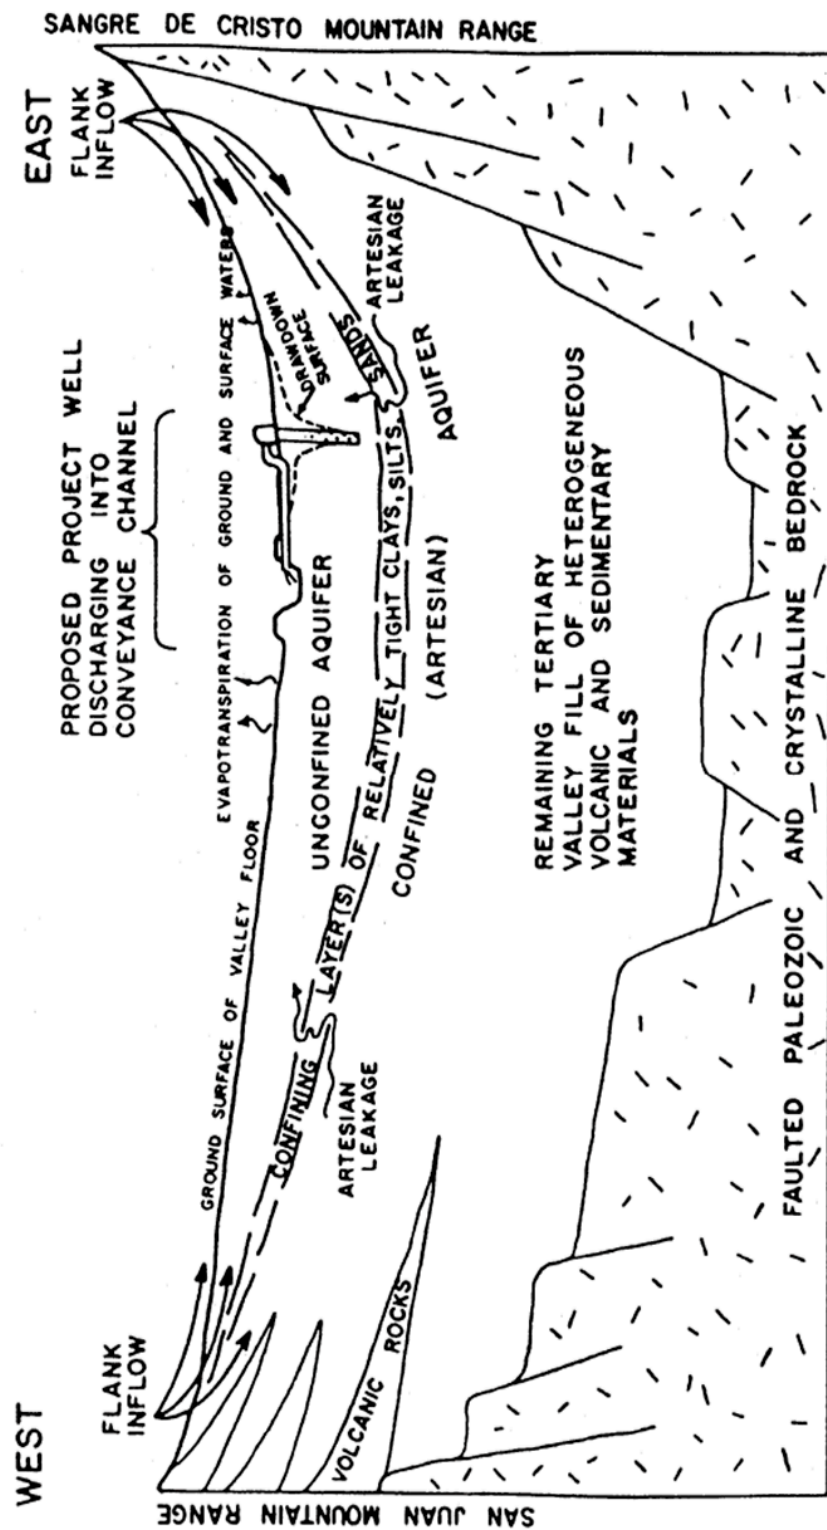 WEST
EAST
SAN JUAN MOUNTAIN RANGE
SANGRE DE CRISTO MOUNTAIN RANGE
FLANK
INFLOW
FLANK
INFLOW
PROPOSED PROJECT WELL
DISCHARGING INTO
CONVEYANCE CHANNEL
GROUND SURFACE OF VALLEY FLOOR
EVAPOTRANSPIRATION OF GROUND AND SURFACE WATERS
DRAWDOWN
SURFACE
UNCONFINED AQUIFER
CONFINING LAYER(S) OF RELATIVELY TIGHT CLAYS, SILTS, SANDS
ARTESIAN
LEAKAGE
ARTESIAN
LEAKAGE
CONFINED (ARTESIAN) AQUIFER
VOLCANIC ROCKS
REMAINING TERTIARY
VALLEY FILL OF HETEROGENEOUS
VOLCANIC AND SEDIMENTARY
MATERIALS
FAULTED PALEOZOIC AND CRYSTALLINE BEDROCK